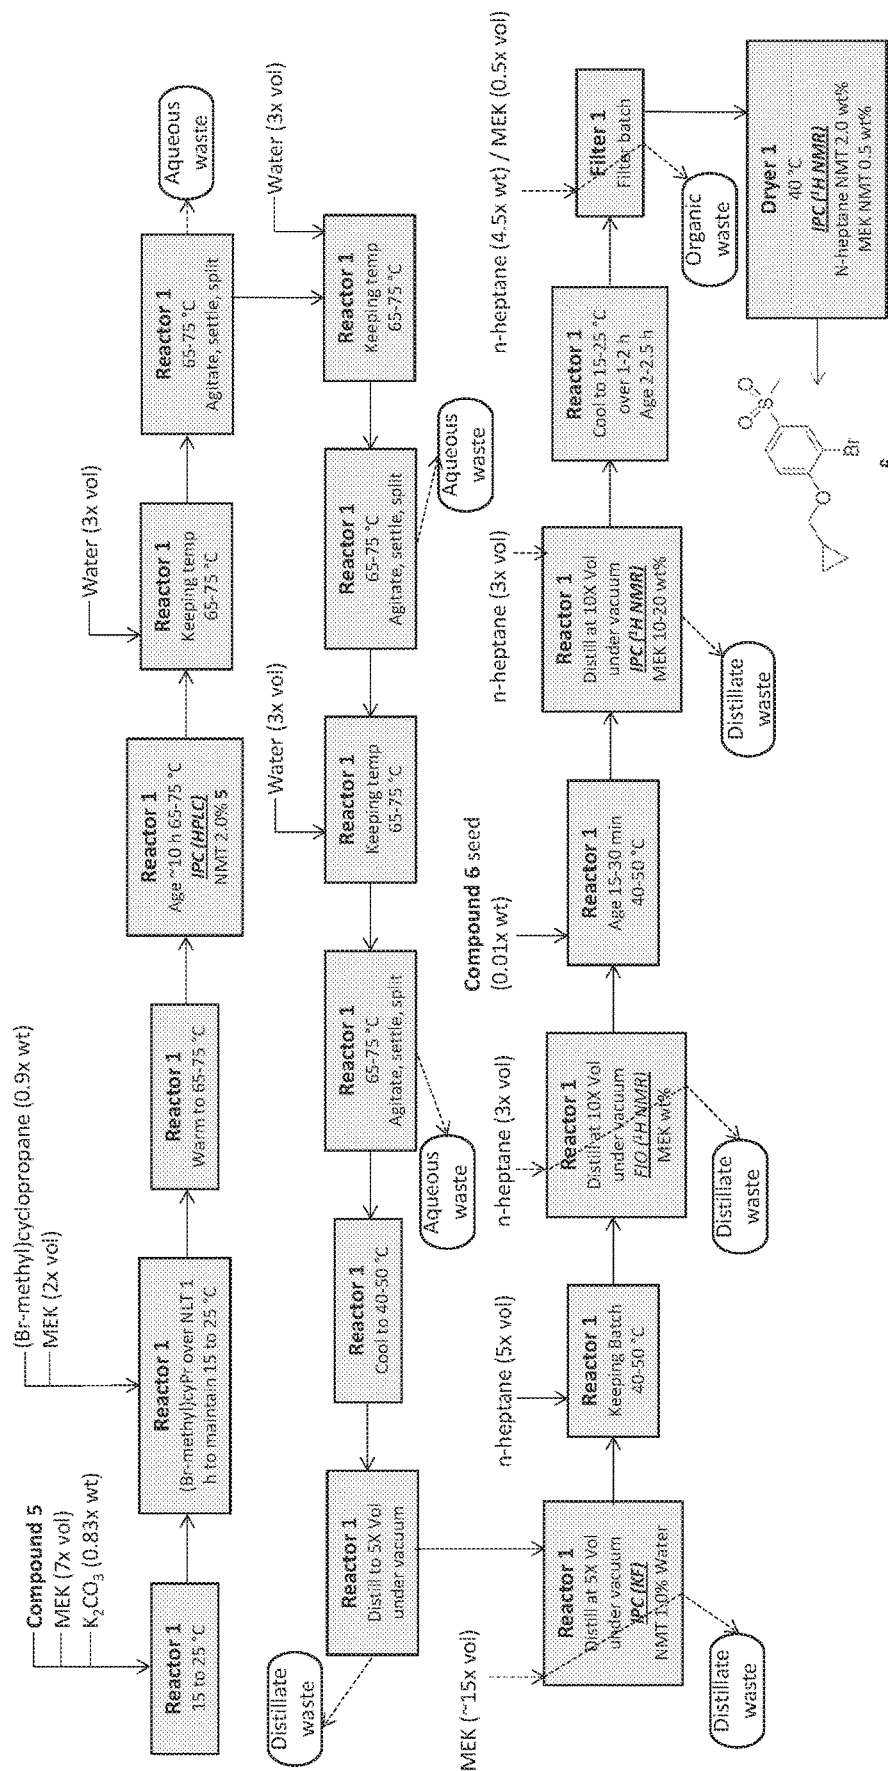 Compound 5
MEK (7x vol)
K2CO3 (0.83x wt)
Reactor 1
15 to 25 °C
(Br-methyl)cyclopropane (0.9x wt)
MEK (2x vol)
Reactor 1
(Br-methyl)cyPr over NLT 1
h to maintain 15 to 25 °C
Reactor 1
Warm to 65-75 °C
Reactor 1
Age ~10 h 65-75 °C
IPC (HPLC)
NMT 2.0% 5
Water (3x vol)
Reactor 1
Keeping temp
65-75 °C
Reactor 1
65-75 °C
Agitate, settle, split
Aqueous
waste
Water (3x vol)
Reactor 1
Keeping temp
65-75 °C
Reactor 1
65-75 °C
Agitate, settle, split
Aqueous
waste
Water (3x vol)
Reactor 1
Keeping temp
65-75 °C
Reactor 1
65-75 °C
Agitate, settle, split
Aqueous
waste
Reactor 1
Cool to 40-50 °C
Reactor 1
Distill to 5X Vol
under vacuum
Distillate
waste
MEK (~15x vol)
Reactor 1
Distill at 5X Vol
under vacuum
IPC (KF)
NMT 1.0% Water
Distillate
waste
n-heptane (5x vol)
Reactor 1
Keeping Batch
40-50 °C
n-heptane (3x vol)
Reactor 1
Distill at 10X Vol
under vacuum
FIO (1H NMR)
MEK wt%
Distillate
waste
Compound 6 seed
(0.01x wt)
Reactor 1
Age 15-30 min
40-50 °C
n-heptane (3x vol)
Reactor 1
Distill at 10X Vol
under vacuum
IPC (1H NMR)
MEK 10-20 wt%
Distillate
waste
Reactor 1
Cool to 15-25 °C
over 1-2 h
Age 2-2.5 h
n-heptane (4.5x wt) / MEK (0.5x vol)
Filter 1
Filter batch
Organic
waste
Dryer 1
40 °C
IPC (1H NMR)
N-heptane NMT 2.0 wt%
MEK NMT 0.5 wt%
O
O
S
Br
O
6